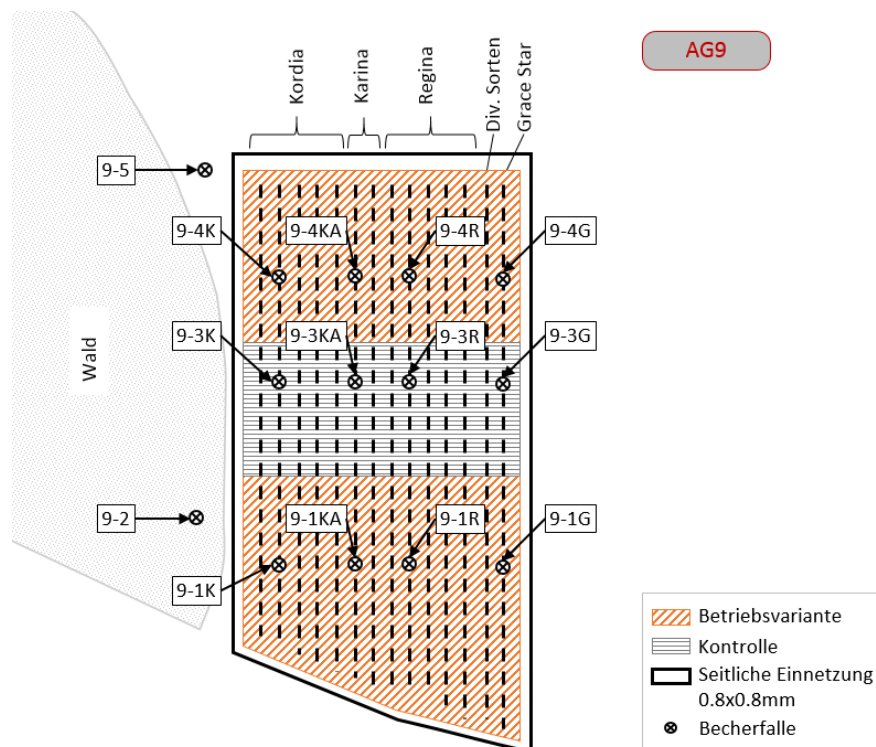 AG9
Kordia
Karina
Regina
Div. Sorten
Grace Star
9-5
9-4K
9-4KA
9-4R
9-4G
Wald
9-3K
9-3KA
9-3R
9-3G
9-2
9-1KA
9-1R
9-1G
9-1K
Betriebsvariante
Kontrolle
Seitliche Einnetzung
0.8x0.8mm
Becherfalle